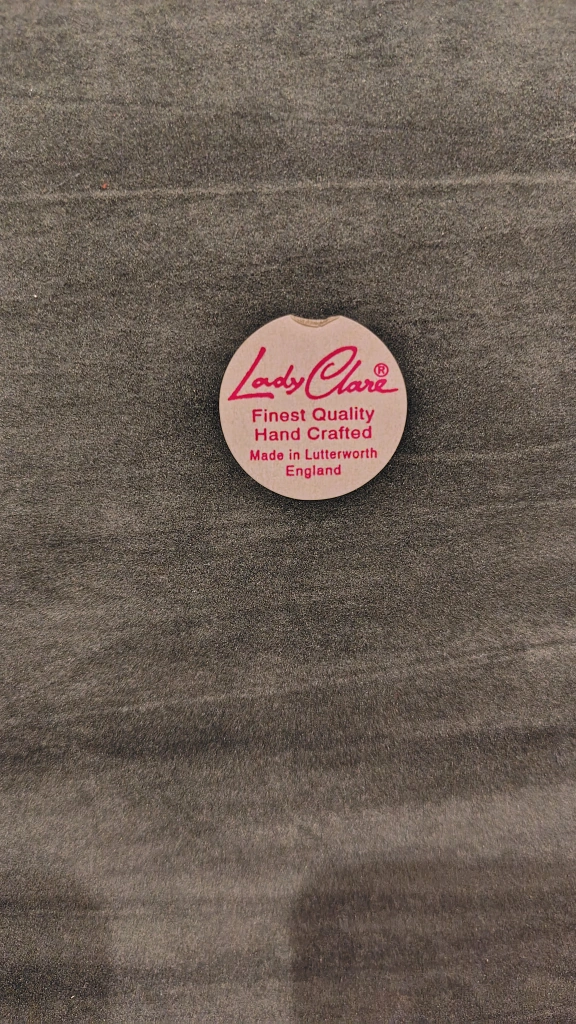 Lady Clare®
Finest Quality
Hand Crafted
Made in Lutterworth
England